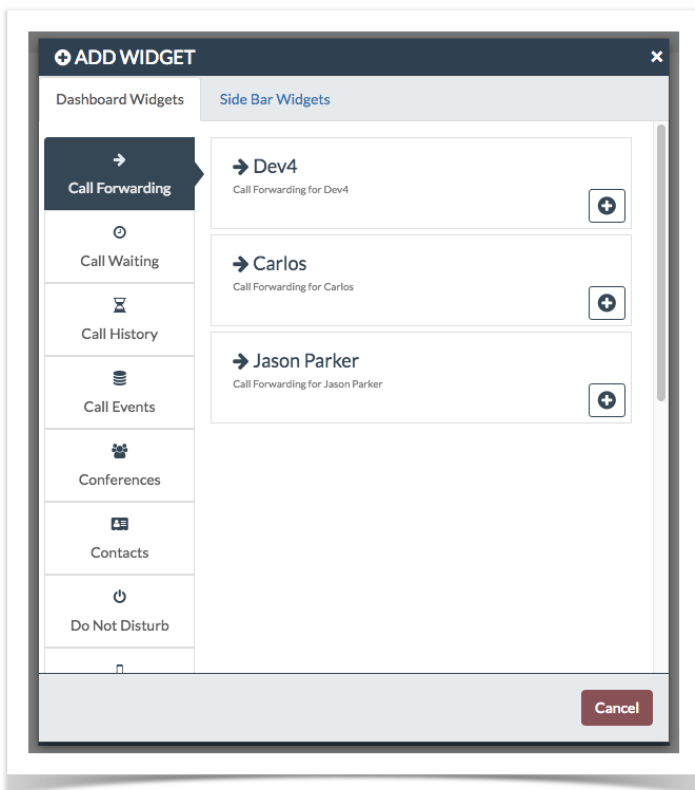 ADD WIDGET
Dashboard Widgets
Side Bar Widgets
Call Forwarding
Call Waiting
Call History
Call Events
Conferences
Contacts
Do Not Disturb
Dev4
Call Forwarding for Dev4
Carlos
Call Forwarding for Carlos
Jason Parker
Call Forwarding for Jason Parker
Cancel